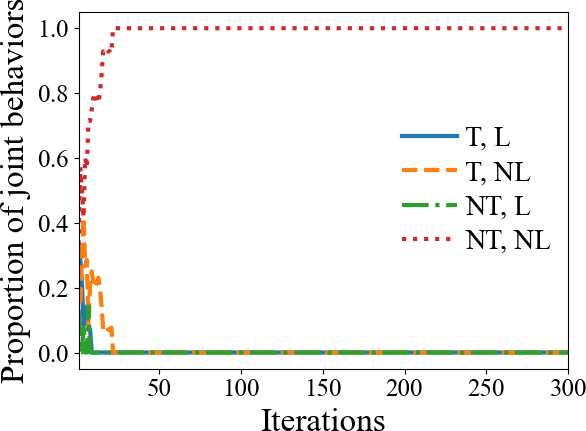 Proportion of joint behaviors
1.0
0.8
0.6
0.4
0.2
0.0
T, L
T, NL
NT, L
NT, NL
50 100 150 200 250 300
Iterations